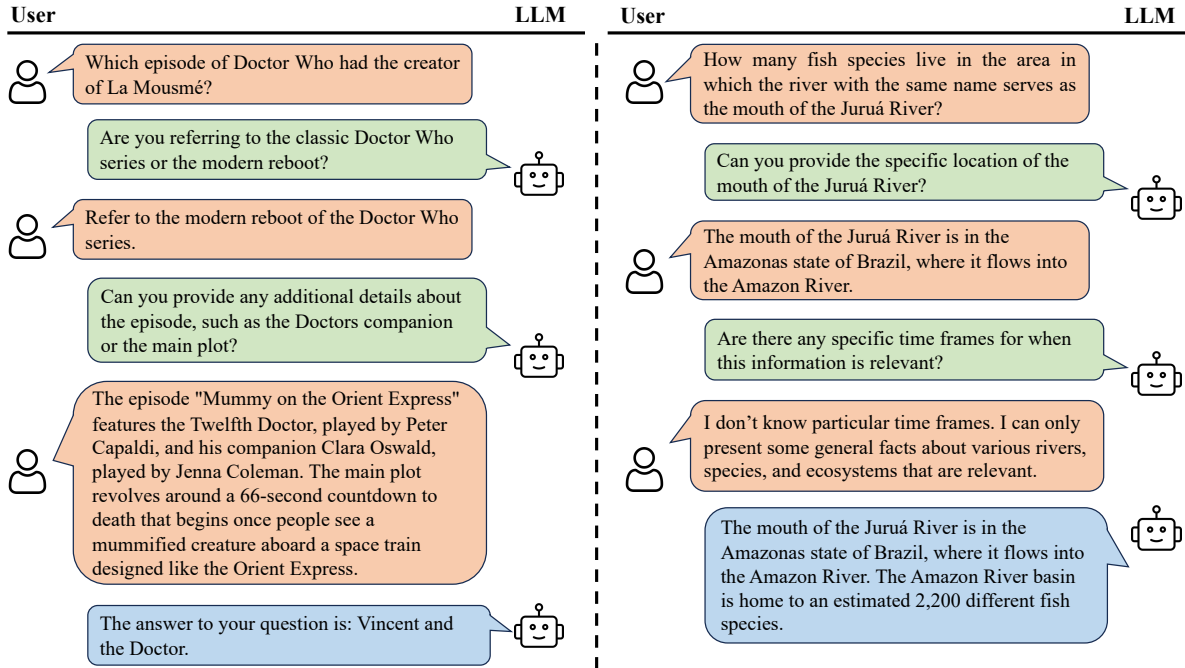 User
LLM
Which episode of Doctor Who had the creator
of La Mousmé?
Are you referring to the classic Doctor Who
series or the modern reboot?
Refer to the modern reboot of the Doctor Who
series.
Can you provide any additional details about
the episode, such as the Doctors companion
or the main plot?
The episode "Mummy on the Orient Express"
features the Twelfth Doctor, played by Peter
Capaldi, and his companion Clara Oswald,
played by Jenna Coleman. The main plot
revolves around a 66-second countdown to
death that begins once people see a
mummified creature aboard a space train
designed like the Orient Express.
The answer to your question is: Vincent and
the Doctor.
User
LLM
How many fish species live in the area in
which the river with the same name serves as
the mouth of the Juruá River?
Can you provide the specific location of the
mouth of the Juruá River?
The mouth of the Juruá River is in the
Amazonas state of Brazil, where it flows into
the Amazon River.
Are there any specific time frames for when
this information is relevant?
I don't know particular time frames. I can only
present some general facts about various rivers,
species, and ecosystems that are relevant.
The mouth of the Juruá River is in the
Amazonas state of Brazil, where it flows into
the Amazon River. The Amazon River basin
is home to an estimated 2,200 different fish
species.